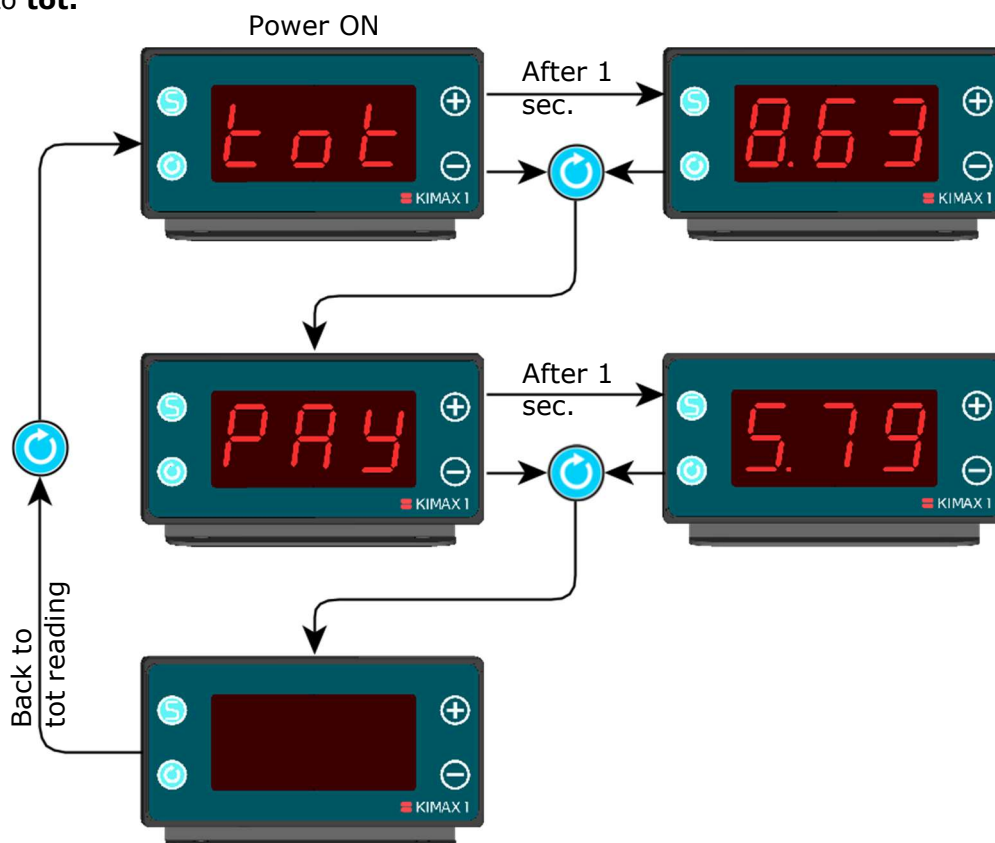 to tot.
Power ON
tot
S
KIMAX 1
After 1
sec.
8.63
S
KIMAX 1
PAY
S
KIMAX 1
After 1
sec.
5.79
S
KIMAX 1
Back to
tot reading
S
KIMAX 1